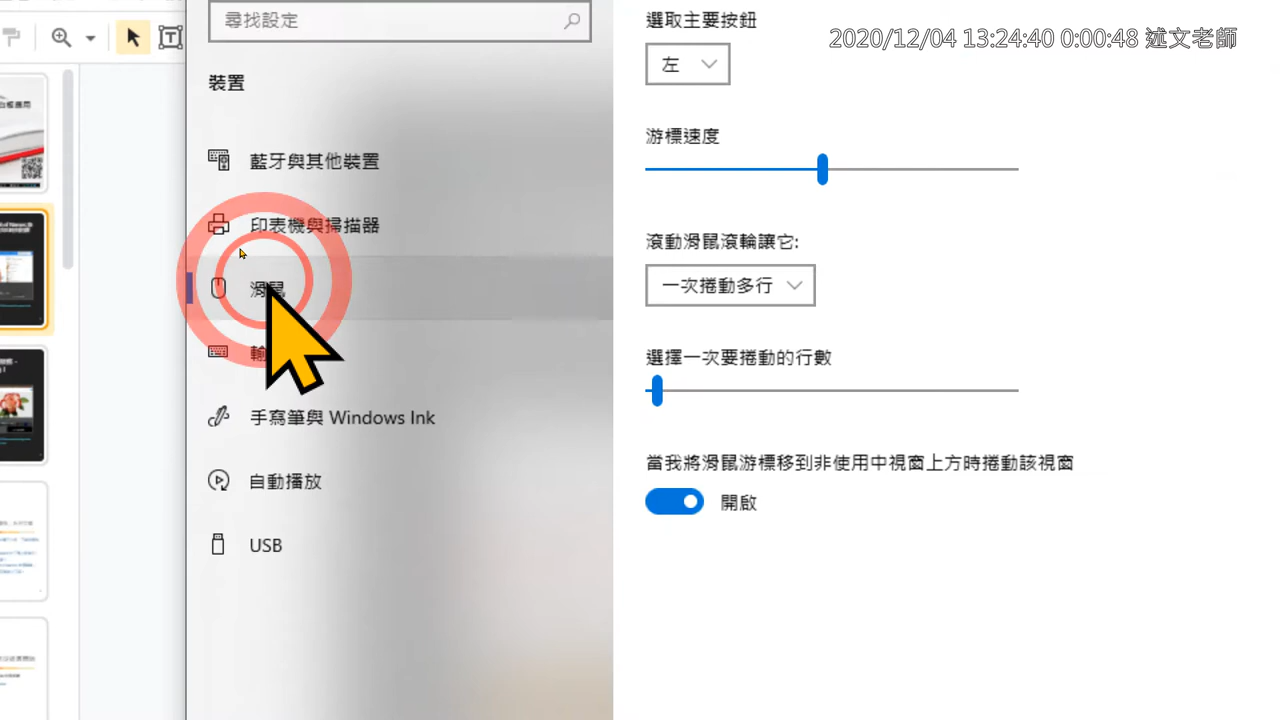 尋找設定
裝置
藍牙與其他裝置
印表機與掃描器
滑鼠
輸
手寫筆與 Windows Ink
自動播放
USB
選取主要按鈕
2020/12/04 13:24:40 0:00:48 述文老師
左
游標速度
滾動滑鼠滾輪讓它:
一次捲動多行
選擇一次要捲動的行數
當我將滑鼠游標移到非使用中視窗上方時捲動該視窗
開啟